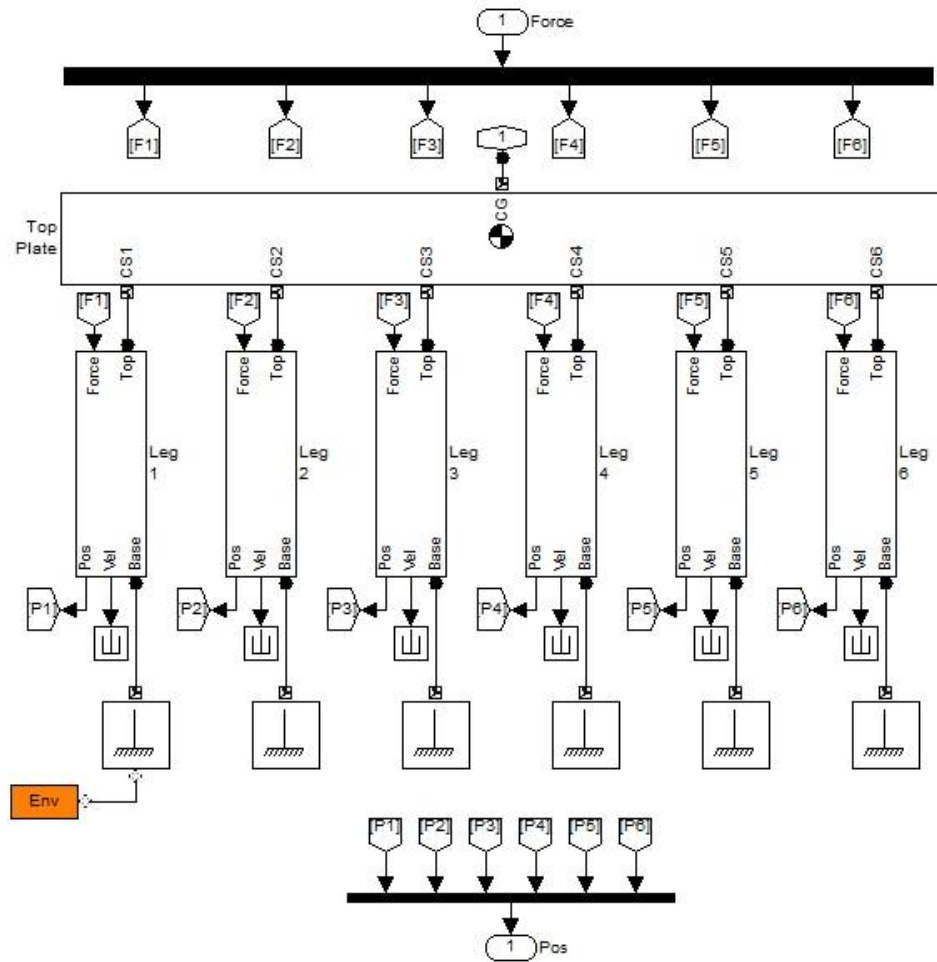 1 Force
[F1] [F2] [F3] [F4] [F5] [F6]
1
CG
Top
Plate
CS1 CS2 CS3 CS4 CS5 CS6
[F1] [F2] [F3] [F4] [F5] [F6]
Force Top Force Top Force Top Force Top Force Top Force Top
Leg Leg Leg Leg Leg Leg
1 2 3 4 5 6
Pos Vel Base Pos Vel Base Pos Vel Base Pos Vel Base Pos Vel Base Pos Vel Base
[P1] [P2] [P3] [P4] [P5] [P6]
Env
[P1] [P2] [P3] [P4] [P5] [P6]
1 Pos